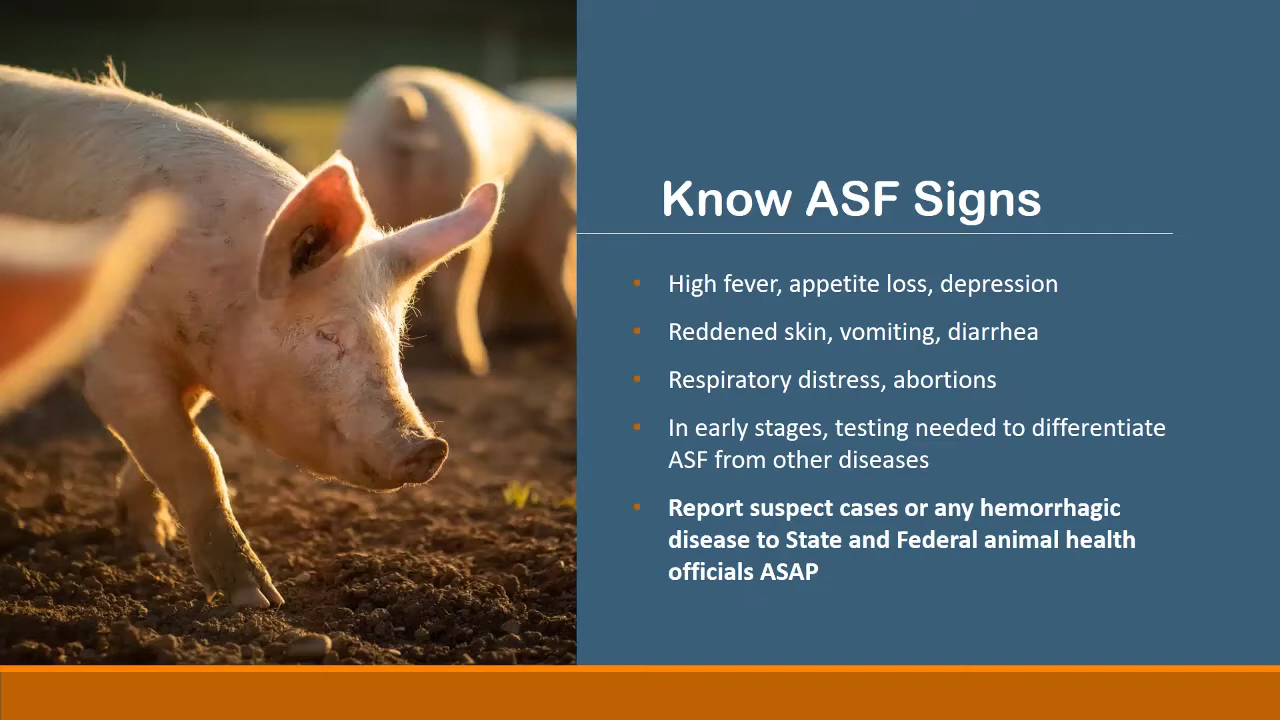 Know ASF Signs
High fever, appetite loss, depression
Reddened skin, vomiting, diarrhea
Respiratory distress, abortions
In early stages, testing needed to differentiate
ASF from other diseases
Report suspect cases or any hemorrhagic
disease to State and Federal animal health
officials ASAP